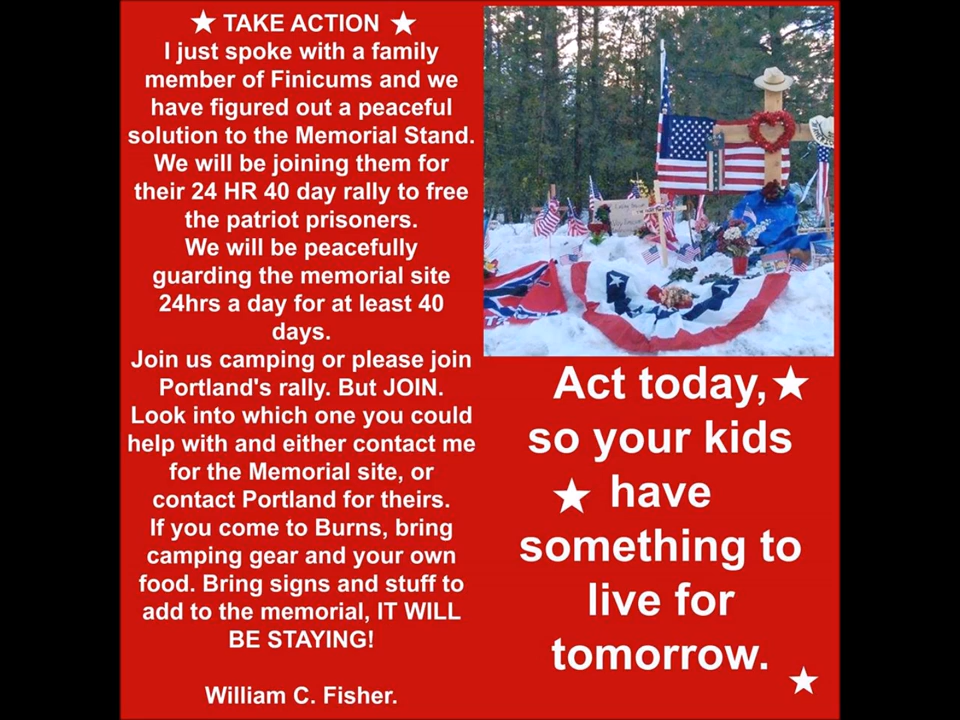 TAKE ACTION
I just spoke with a family
member of Finicums and we
have figured out a peaceful
solution to the Memorial Stand.
We will be joining them for
their 24 HR 40 day rally to free
the patriot prisoners.
We will be peacefully
guarding the memorial site
24hrs a day for at least 40
days.
Join us camping or please join
Portland's rally. But JOIN.
Look into which one you could
help with and either contact me
for the Memorial site, or
contact Portland for theirs.
If you come to Burns, bring
camping gear and your own
food. Bring signs and stuff to
add to the memorial, IT WILL
BE STAYING!
William C. Fisher.
Act today,
so your kids
have
something to
live for
tomorrow.